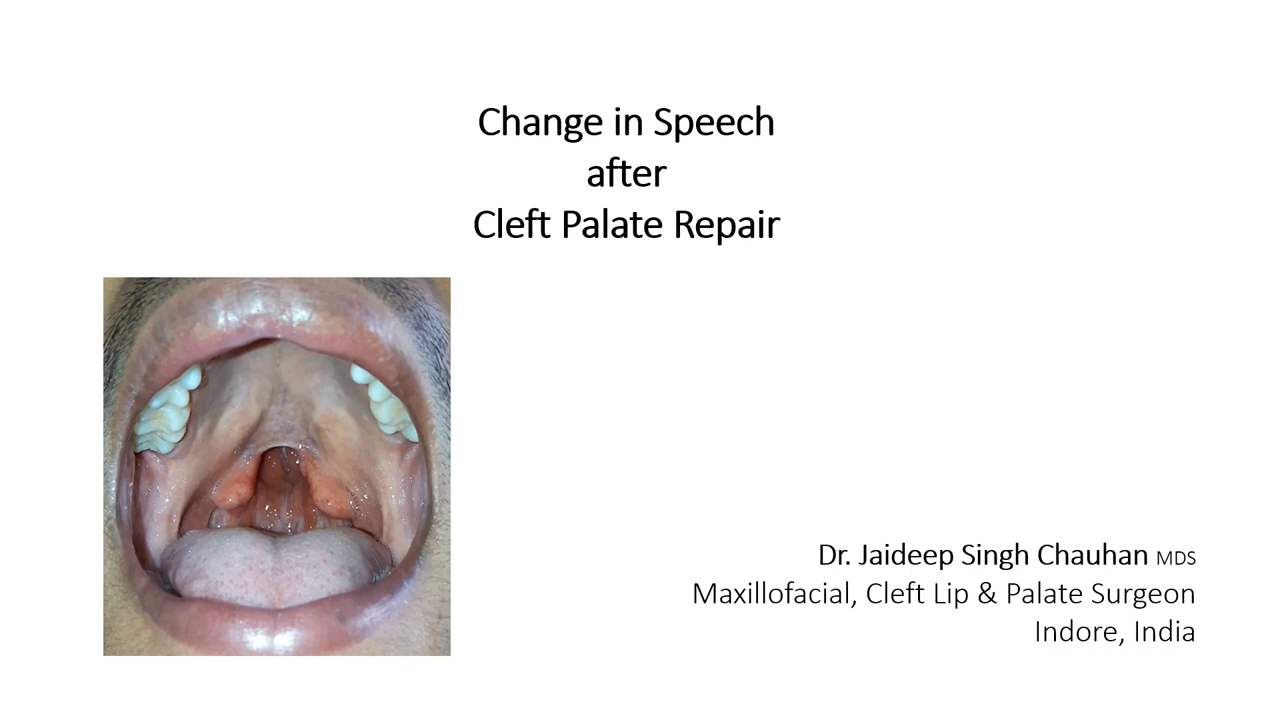 Change in Speech
after
Cleft Palate Repair
Dr. Jaideep Singh Chauhan MDS
Maxillofacial, Cleft Lip & Palate Surgeon
Indore, India